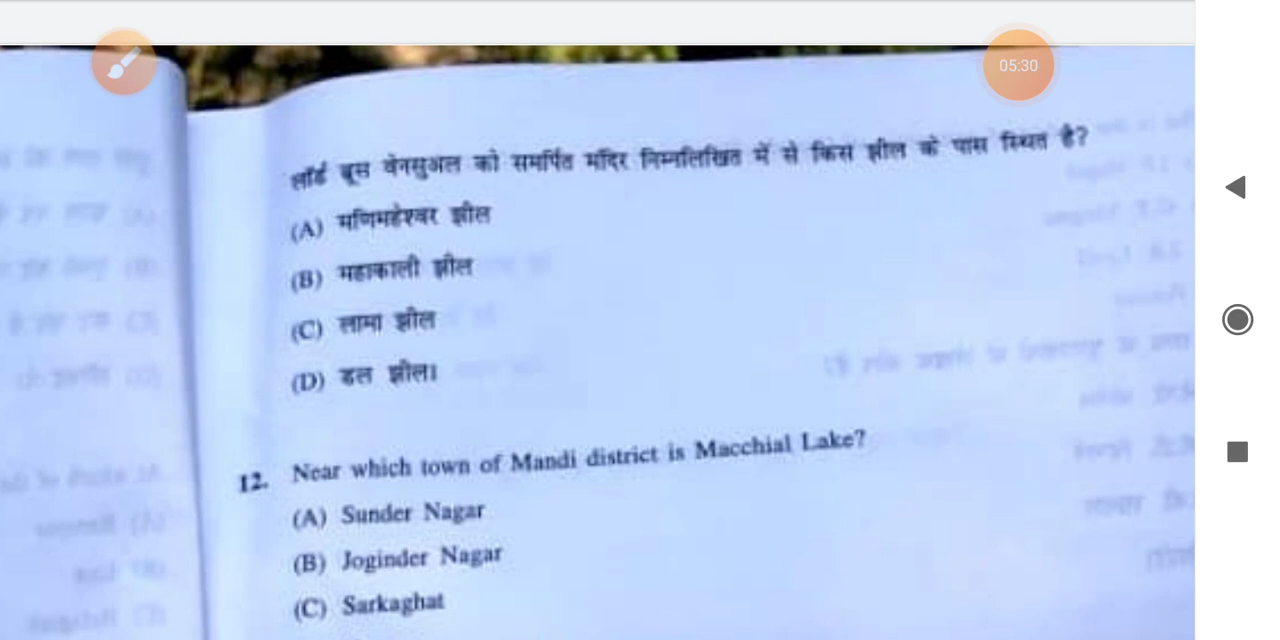 05:30
लॉर्ड बूस वेनसुअल को समर्पित मंदिर निम्नलिखित में से किस झील के पास स्थित है?
(A) मणिमहेश्वर झील
(B) महाकाली झील
(C) लामा झील
(D) डल झील।
12. Near which town of Mandi district is Macchial Lake?
(A) Sunder Nagar
(B) Joginder Nagar
(C) Sarkaghat